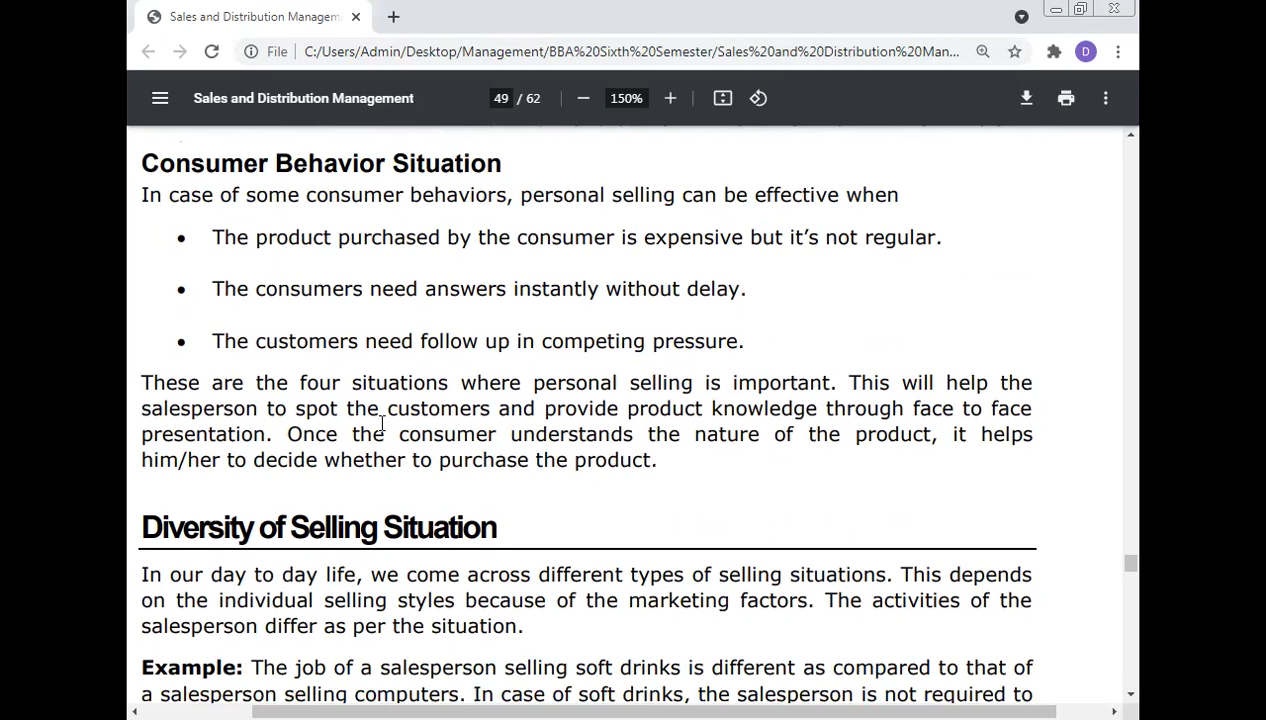 Sales and Distribution Managem
File C:/Users/Admin/Desktop/Management/BBA%20Sixth%20Semester/Sales%20and%20Distribution%20Man... D
Sales and Distribution Management 49 / 62 150%
Consumer Behavior Situation
In case of some consumer behaviors, personal selling can be effective when
• The product purchased by the consumer is expensive but it's not regular.
• The consumers need answers instantly without delay.
• The customers need follow up in competing pressure.
These are the four situations where personal selling is important. This will help the
salesperson to spot the customers and provide product knowledge through face to face
presentation. Once the consumer understands the nature of the product, it helps
him/her to decide whether to purchase the product.
Diversity of Selling Situation
In our day to day life, we come across different types of selling situations. This depends
on the individual selling styles because of the marketing factors. The activities of the
salesperson differ as per the situation.
Example: The job of a salesperson selling soft drinks is different as compared to that of
a salesperson selling computers. In case of soft drinks, the salesperson is not required to